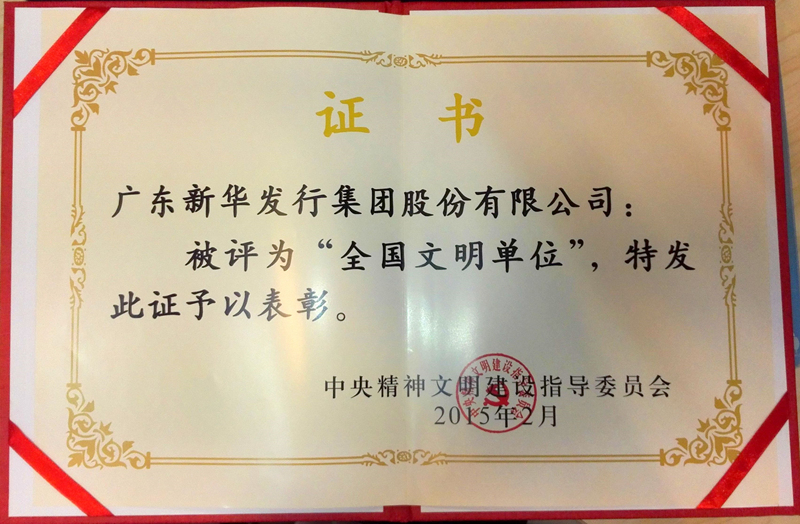 证书
广东新华发行集团股份有限公司：
被评为“全国文明单位”，特发
此证予以表彰。
中央精神文明建设指导委员会
2015年2月